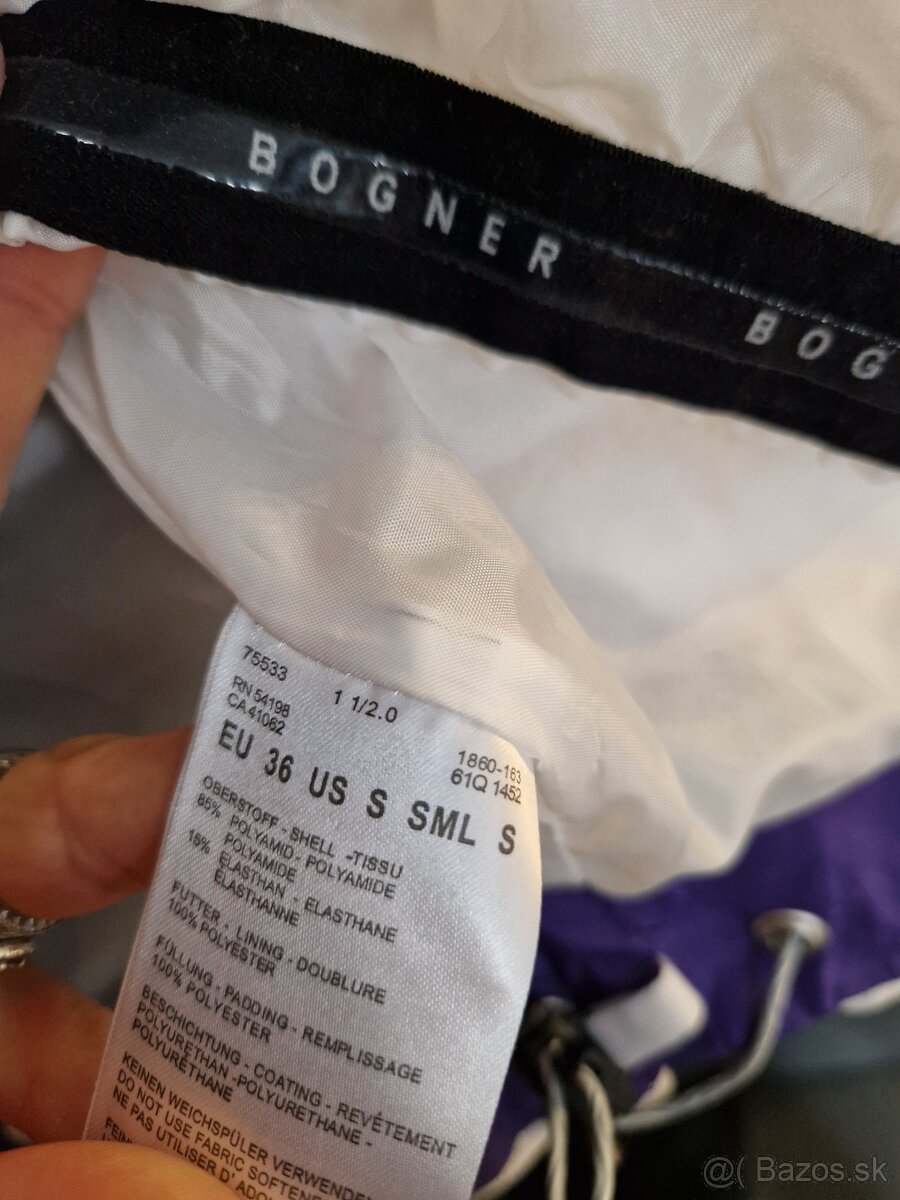 BOGNER
BOG
75533
1 1/2.0
RN 54198
CA 41062
1860-163
61Q 1452
EU 36 US S SML S
OBERSTOFF - SHELL -TISSU
85% POLYAMID - POLYAMIDE
POLYAMIDE
15% ELASTHAN - ELASTHANE
ELASTHANNE
FUTTER - LINING - DOUBLURE
100% POLYESTER
FÜLLUNG - PADDING - REMPLISSAGE
100% POLYESTER
BESCHICHTUNG - COATING - REVÊTEMENT
POLYURETHAN -POLYURETHANE -
POLYURÉTHANE
KEINEN WEICHSPÜLER VERWENDEN
DO NOT USE FABRIC SOFTENE
NE PAS UTILISER D'ADO
FEIN
@( Bazos.sk